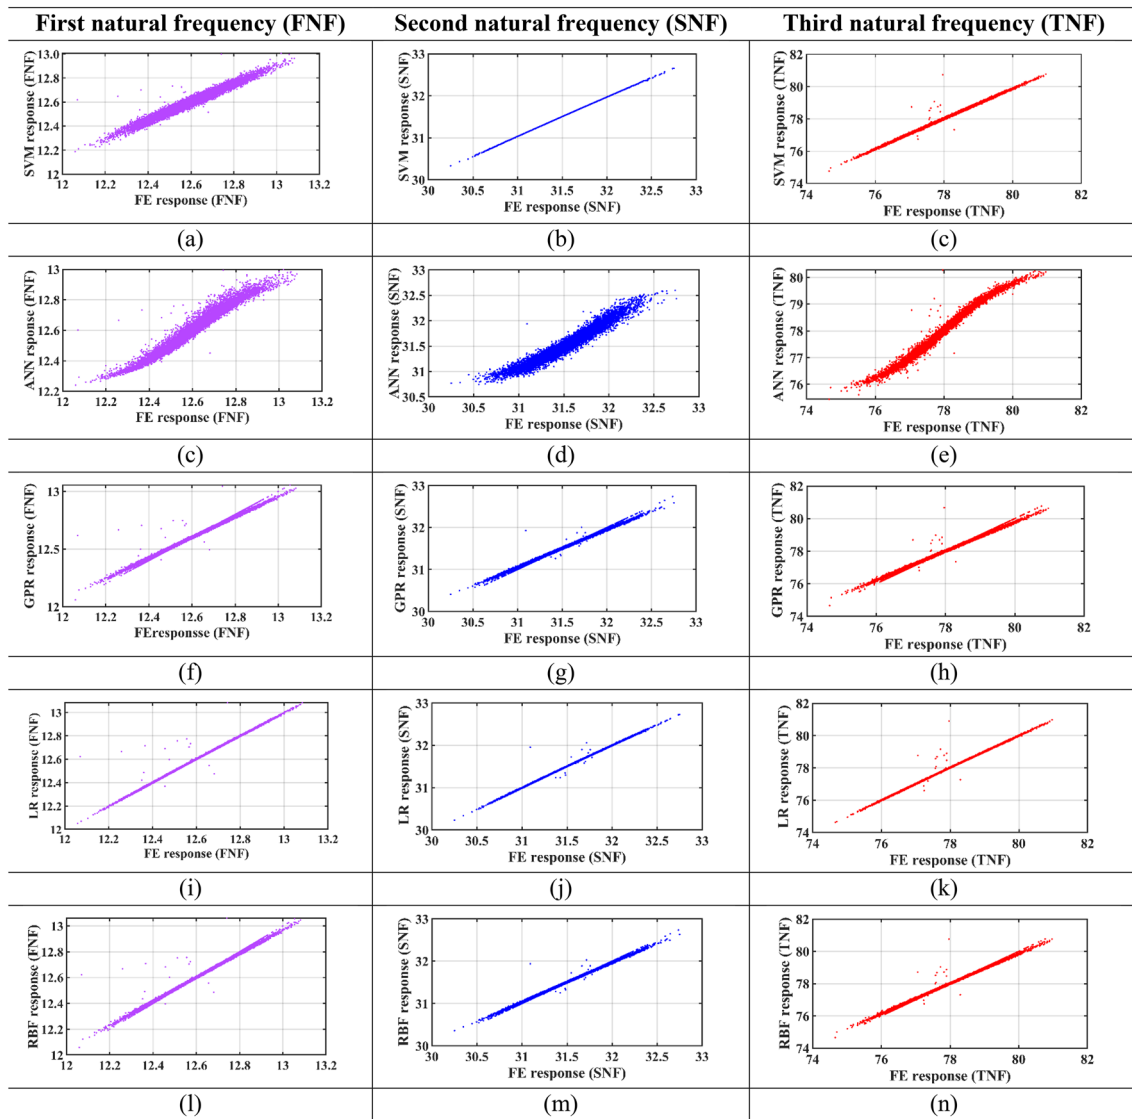 First natural frequency (FNF) Second natural frequency (SNF) Third natural frequency (TNF)
SVM response (FNF)
13.0
12.8
12.6
12.4
12.2
12
12 12.2 12.4 12.6 12.8 13 13.2
FE response (FNF)
SVM response (SNF)
33
32
31
30
30 30.5 31 31.5 32 32.5 33
FE response (SNF)
SVM response (TNF)
82
80
78
76
74
74 76 78 80 82
FE response (TNF)
(a) (b) (c)
ANN rsponse (FNF)
13
12.8
12.6
12.4
12.2
12 12.2 12.4 12.6 12.8 13 13.2
FE response (FNF)
ANN response (SNF)
33
32.5
32
31.5
31
30.5
30 30.5 31 31.5 32 32.5 33
FE response (SNF)
ANN response (TNF)
80
79
78
77
76
74 76 78 80 82
FE response (TNF)
(c) (d) (e)
GPR response (FNF)
13
12.5
12
12 12.2 12.4 12.6 12.8 13 13.2
FEresponsse (FNF)
GPR response (SNF)
33
32
31
30
30 30.5 31 31.5 32 32.5 33
FE response (SNF)
GPR response (TNF)
82
80
78
76
74
74 76 78 80 82
FE response (TNF)
(f) (g) (h)
LR response (FNF)
13
12.8
12.6
12.4
12.2
12
12 12.2 12.4 12.6 12.8 13 13.2
FE response (FNF)
LR response (SNF)
33
32
31
30
30 30.5 31 31.5 32 32.5 33
FE response (SNF)
LR response (TNF)
82
80
78
76
74
74 76 78 80 82
FE response (TNF)
(i) (j) (k)
RBF response (FNF)
13
12.8
12.6
12.4
12.2
12
12 12.2 12.4 12.6 12.8 13 13.2
FE response (FNF)
RBF response (SNF)
33
32
31
30
30 30.5 31 31.5 32 32.5 33
FE response (SNF)
RBF response (TNF)
82
80
78
76
74
74 76 78 80 82
FE response (TNF)
(l) (m) (n)